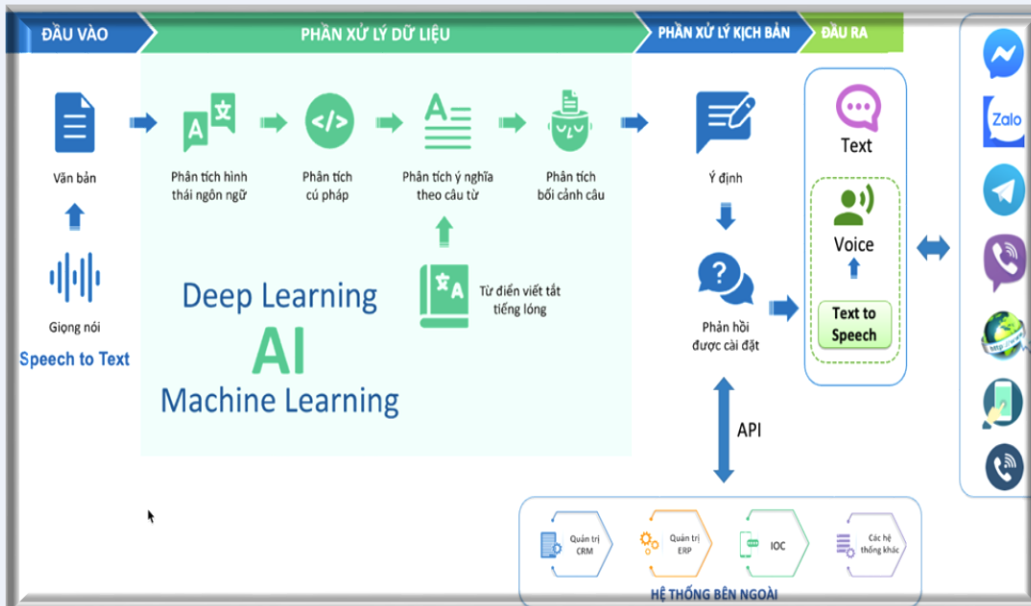 ĐẦU VÀO
PHẦN XỬ LÝ DỮ LIỆU
PHẦN XỬ LÝ KỊCH BẢN
ĐẦU RA
Văn bản
Phân tích hình
thái ngôn ngữ
Phân tích
cú pháp
Phân tích ý nghĩa
theo câu từ
Phân tích
bối cảnh câu
Ý định
Text
Zalo
Giọng nói
Speech to Text
Deep Learning
AI
Machine Learning
Từ điển viết tắt
tiếng lóng
Phản hồi
được cài đặt
Voice
Text to
Speech
API
Quản trị
CRM
Quản trị
ERP
IOC
Các hệ
thống khác
HỆ THỐNG BÊN NGOÀI